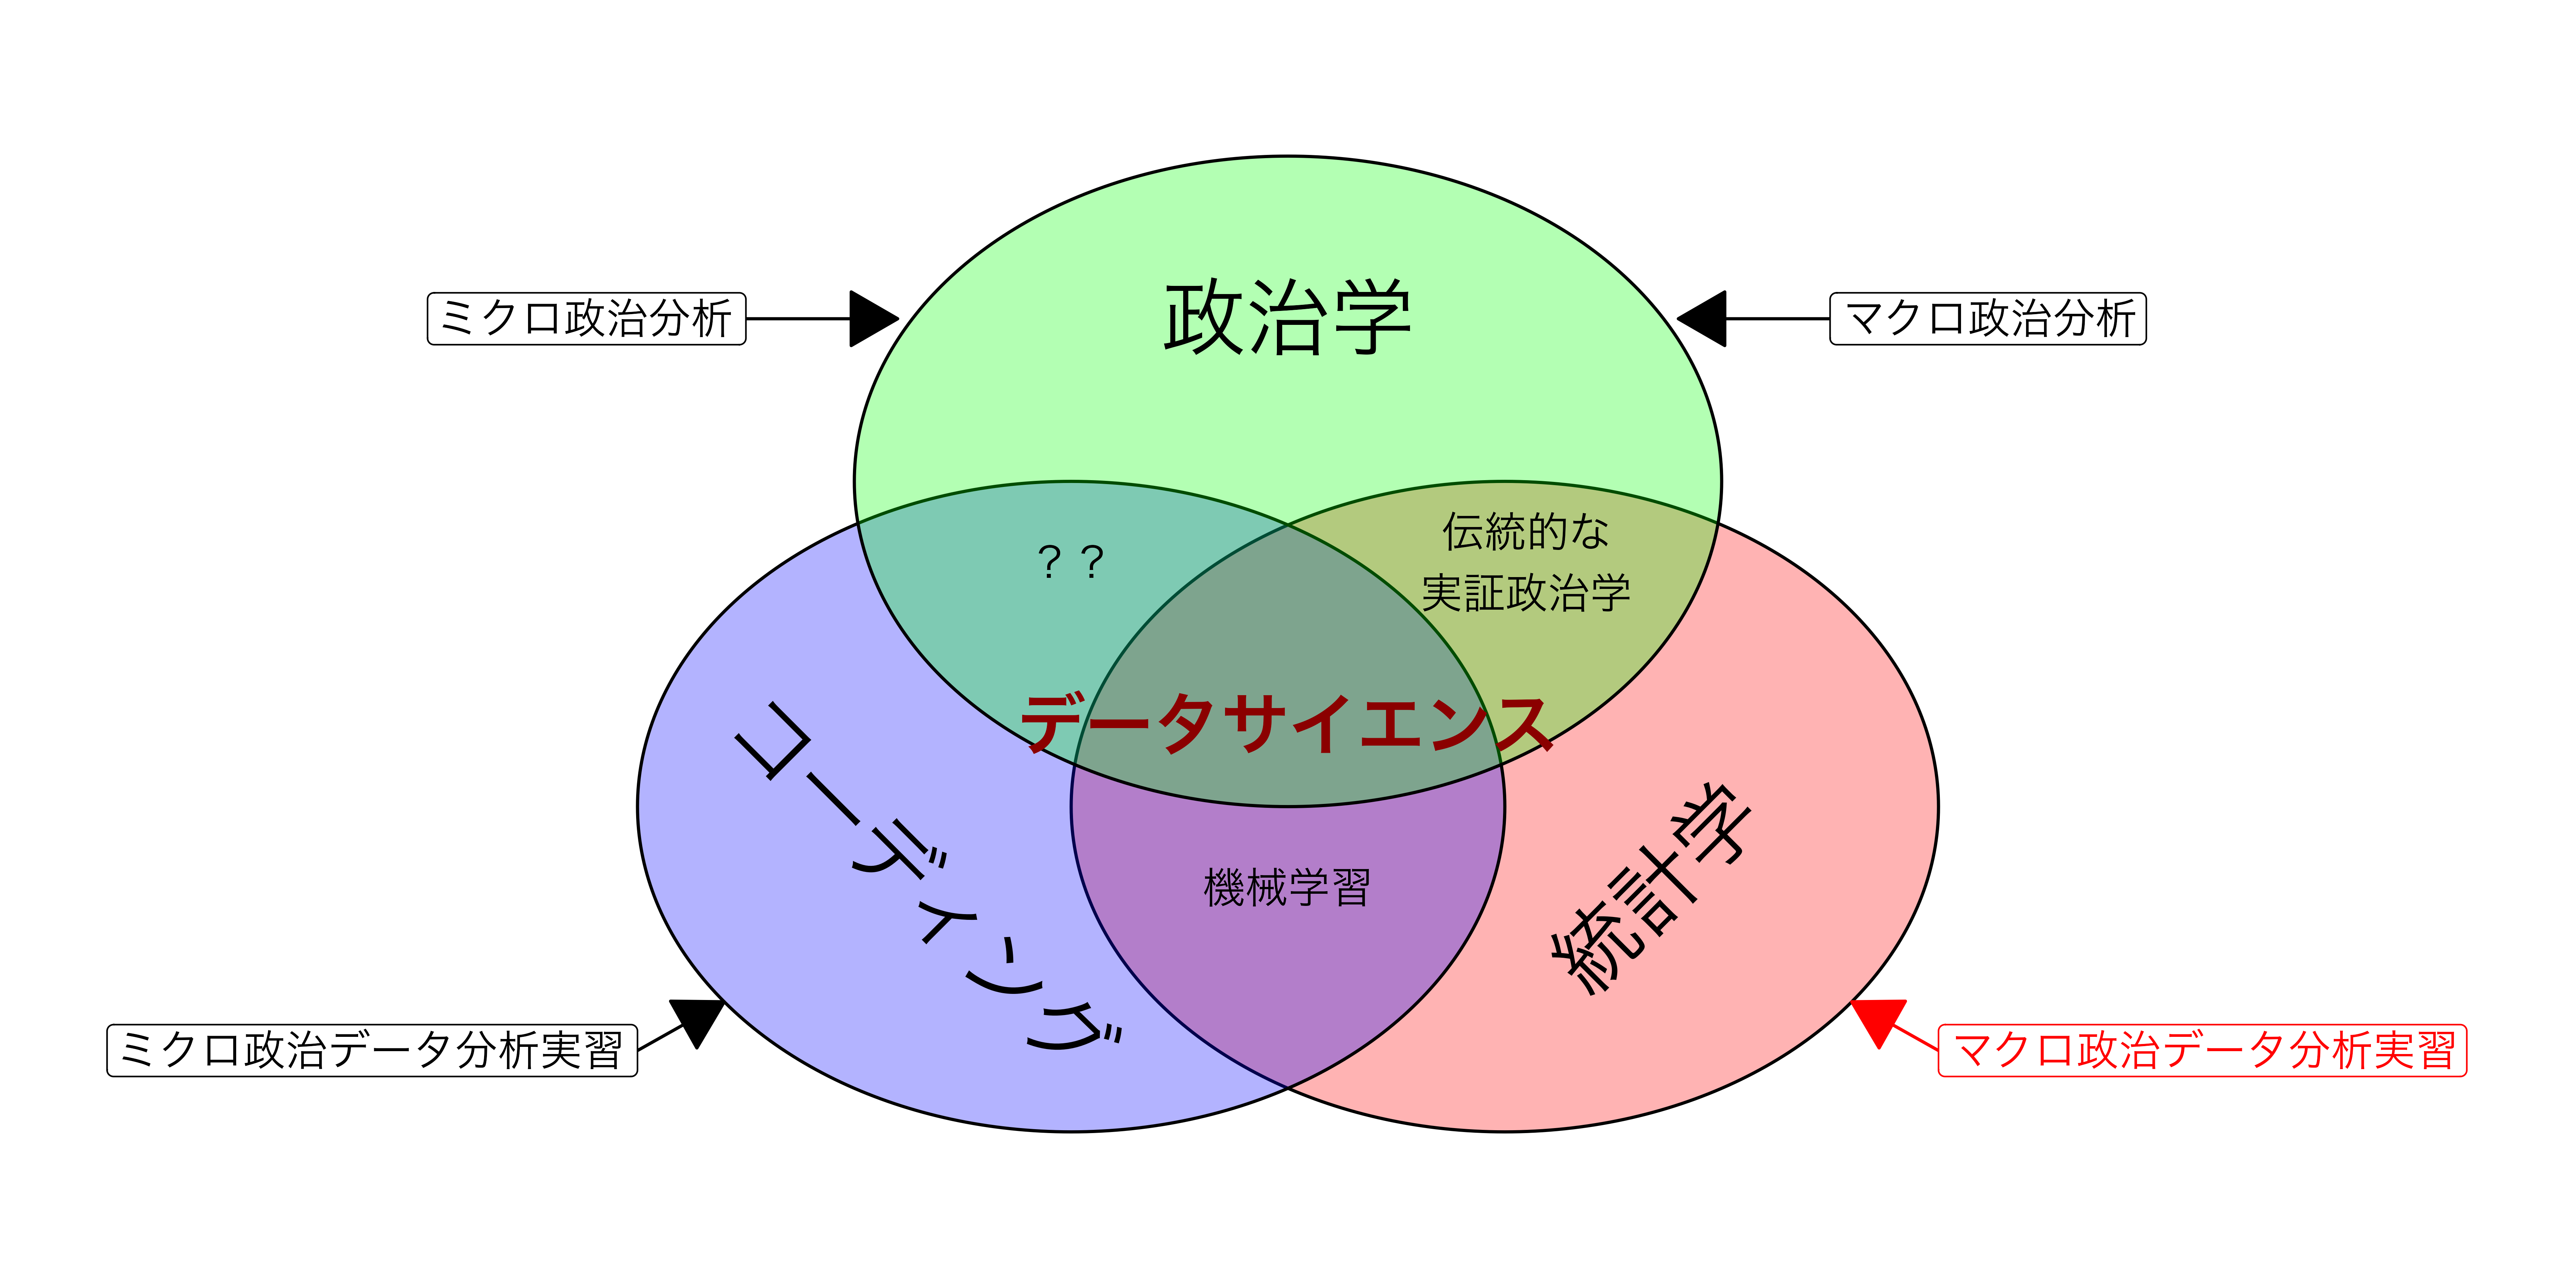 政治学
ミクロ政治分析
マクロ政治分析
？？
伝統的な
実証政治学
データサイエンス
コーディング
統計学
機械学習
ミクロ政治データ分析実習
マクロ政治データ分析実習